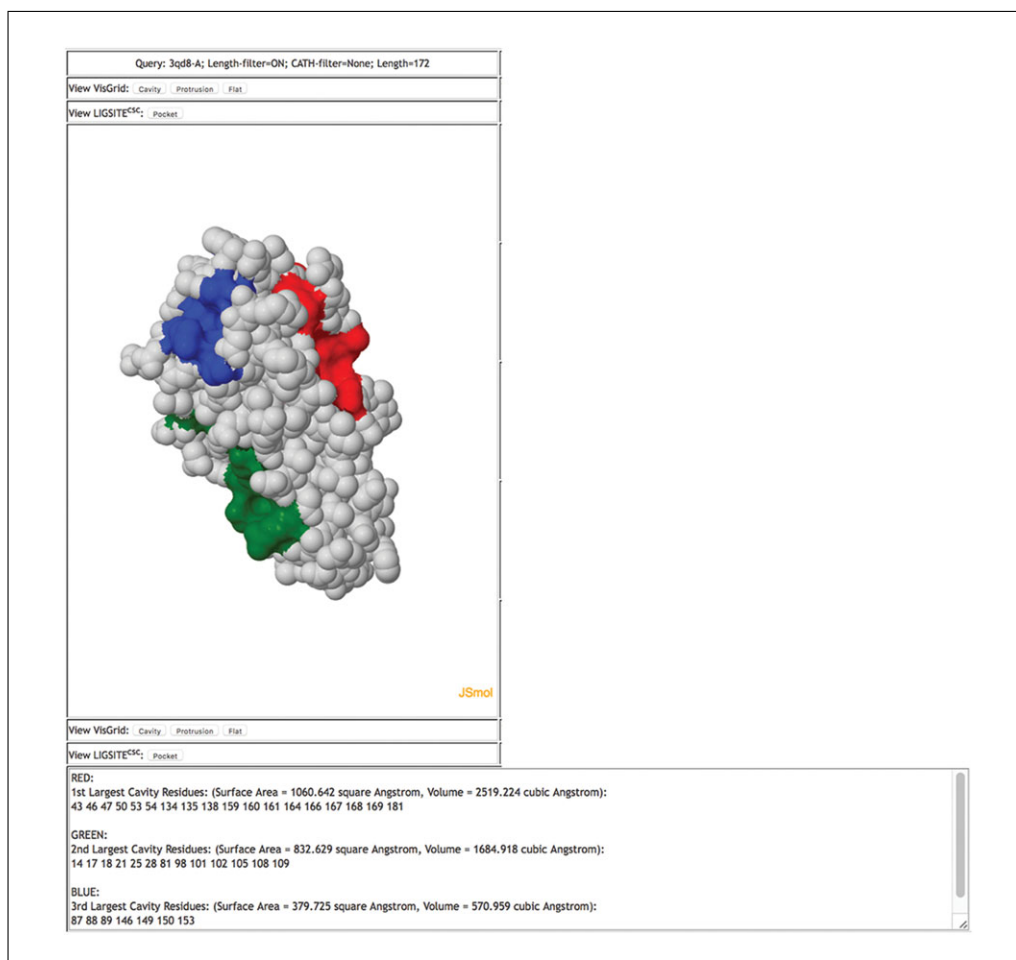 Query: 3qd8-A; Length-filter=ON; CATH-filter=None; Length=172
View VisGrid: Cavity Protrusion Flat
View LIGSITECSC: Pocket
JSmol
View VisGrid: Cavity Protrusion Flat
View LIGSITECSC: Pocket
RED:
1st Largest Cavity Residues: (Surface Area = 1060.642 square Angstrom, Volume = 2519.224 cubic Angstrom):
43 46 47 50 53 54 134 135 138 159 160 161 164 166 167 168 169 181
GREEN:
2nd Largest Cavity Residues: (Surface Area = 832.629 square Angstrom, Volume = 1684.918 cubic Angstrom):
14 17 18 21 25 28 81 98 101 102 105 108 109
BLUE:
3rd Largest Cavity Residues: (Surface Area = 379.725 square Angstrom, Volume = 570.959 cubic Angstrom):
87 88 89 146 149 150 153